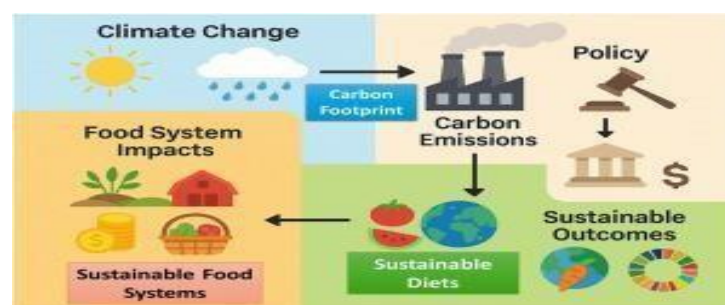 Climate Change
Carbon
Footprint
Carbon
Emissions
Policy
$
Food System
Impacts
Sustainable Food
Systems
Sustainable
Diets
Sustainable
Outcomes